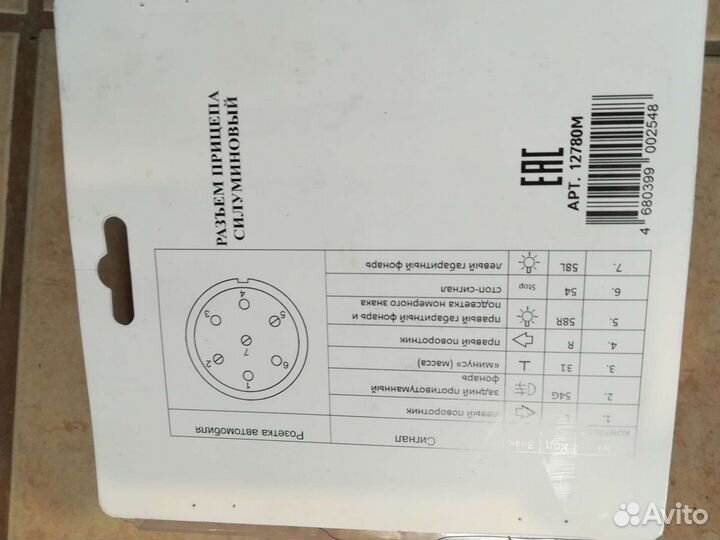 РАЗЪЕМ ПРИЦЕПА
СИЛУМИНОВЫЙ
EAC
АРТ. 12780М
4 680399 002548
Код Знак Сигнал Розетка автомобиля
1. L левый поворотник
2. 54G задний противотуманный
фонарь
3. 31 «минус» (масса)
4. R правый поворотник
5. 58R правый габаритный фонарь и
подсветка номерного знака
6. 54 Stop стоп-сигнал
7. 58L левый габаритный фонарь
1
2
3
4
5
6
7
Avito